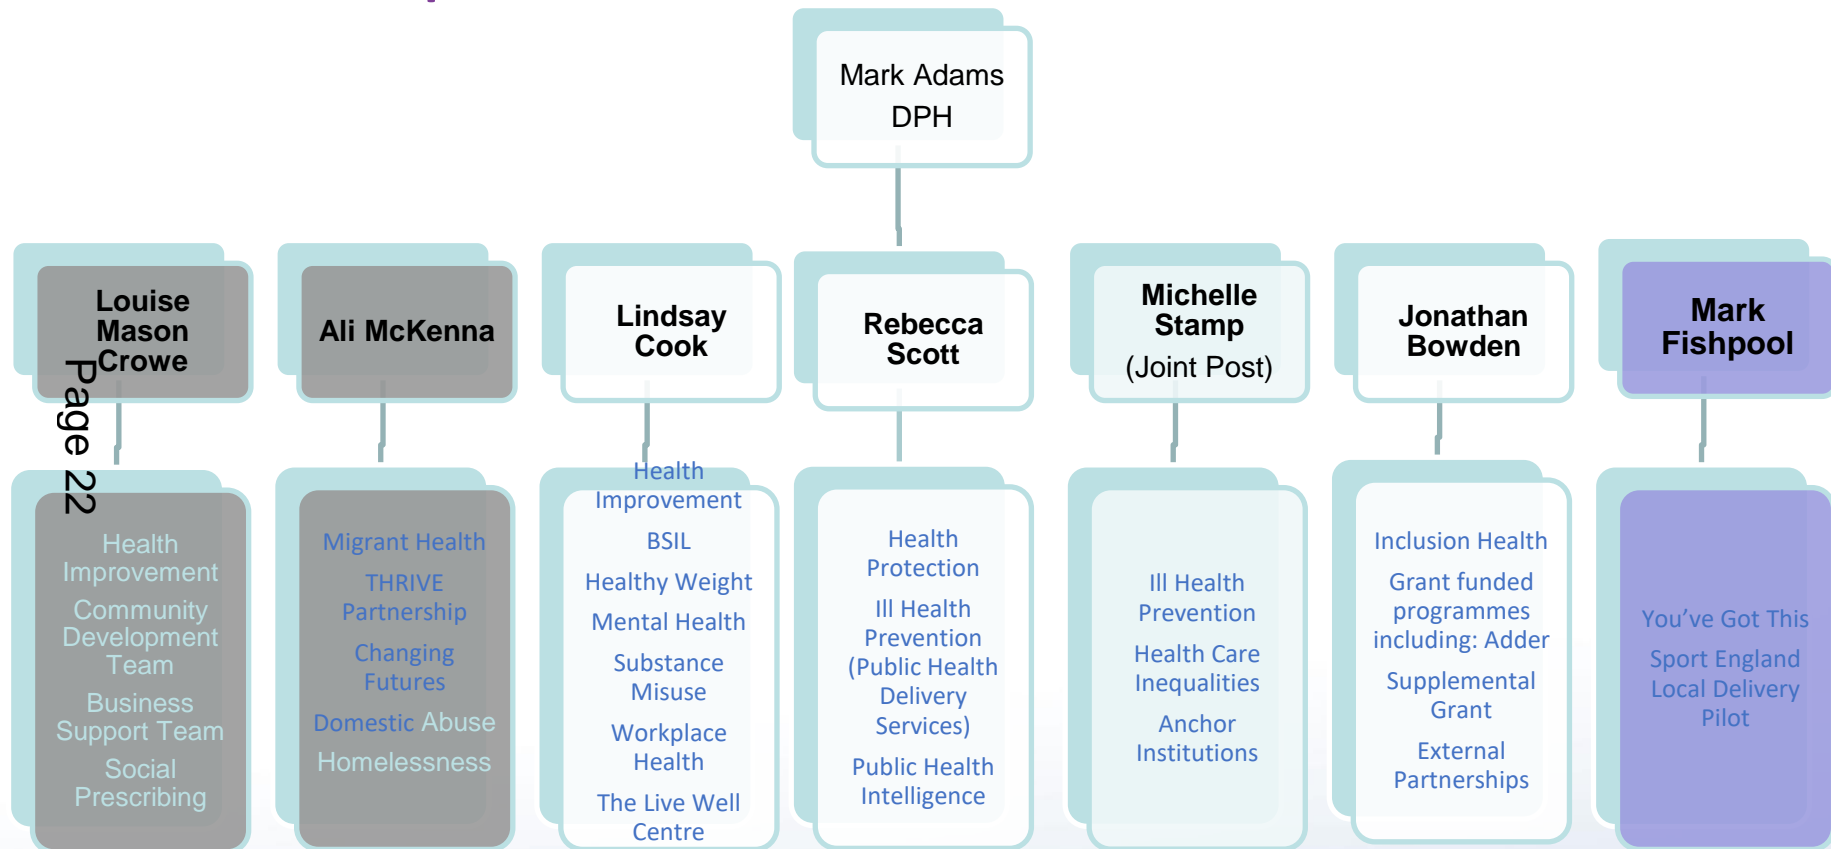 Mark Adams
DPH
Louise
Mason
Crowe
Ali McKenna
Lindsay
Cook
Rebecca
Scott
Michelle
Stamp
(Joint Post)
Jonathan
Bowden
Mark
Fishpool
Page 22
Health
Improvement
Community
Development
Team
Business
Support Team
Social
Prescribing
Migrant Health
THRIVE
Partnership
Changing
Futures
Domestic Abuse
Homelessness
Health
Improvement
BSIL
Healthy Weight
Mental Health
Substance
Misuse
Workplace
Health
The Live Well
Centre
Health
Protection
Ill Health
Prevention
(Public Health
Delivery
Services)
Public Health
Intelligence
Ill Health
Prevention
Health Care
Inequalities
Anchor
Institutions
Inclusion Health
Grant funded
programmes
including: Adder
Supplemental
Grant
External
Partnerships
You’ve Got This
Sport England
Local Delivery
Pilot